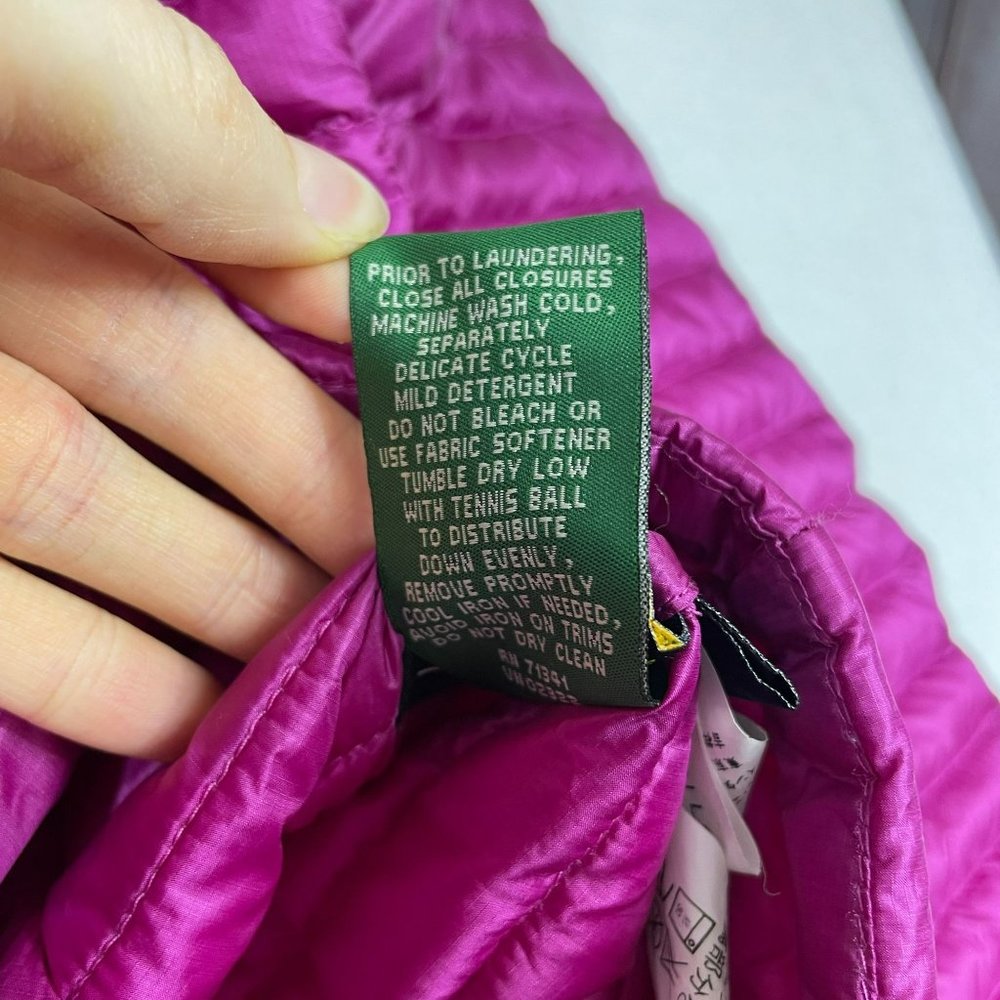 PRIOR TO LAUNDERING,
CLOSE ALL CLOSURES
MACHINE WASH COLD,
SEPARATELY
DELICATE CYCLE
MILD DETERGENT
DO NOT BLEACH OR
USE FABRIC SOFTENER
TUMBLE DRY LOW
WITH TENNIS BALL
TO DISTRIBUTE
DOWN EVENLY,
REMOVE PROMPTLY
COOL IRON IF NEEDED,
AVOID IRON ON TRIMS
DO NOT DRY CLEAN
RN 71341
部分